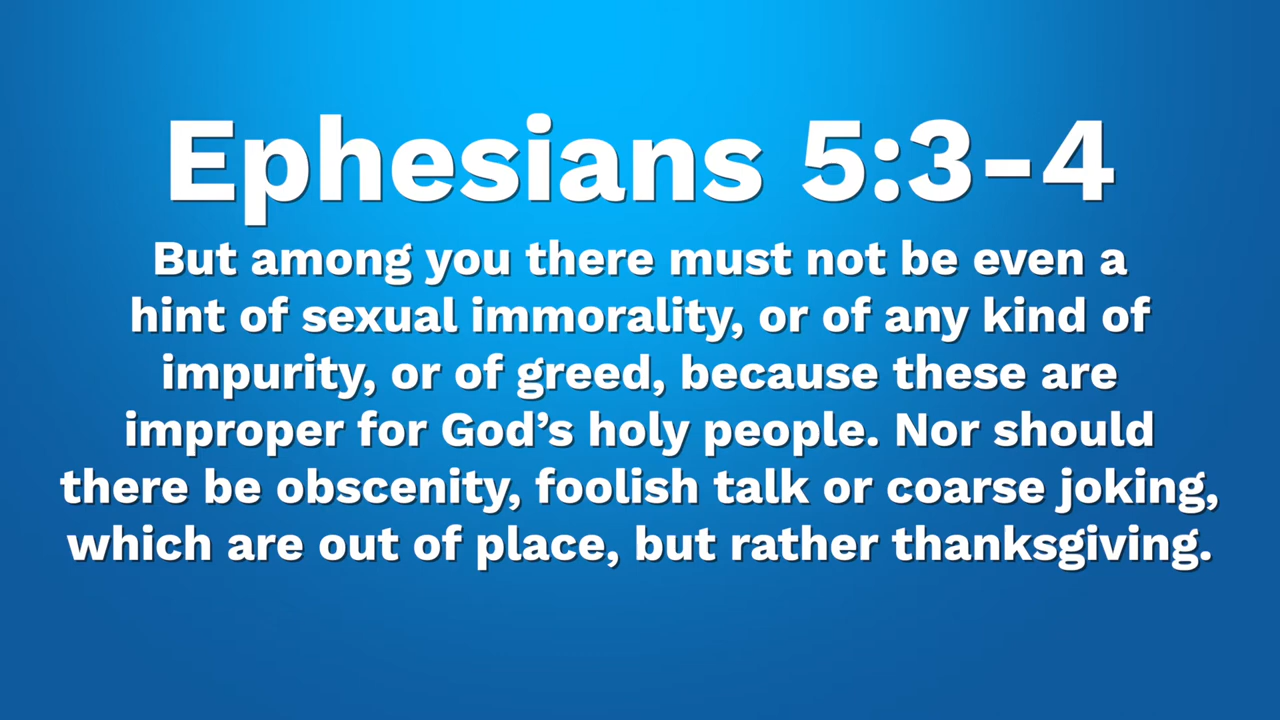 Ephesians 5:3-4
But among you there must not be even a
hint of sexual immorality, or of any kind of
impurity, or of greed, because these are
improper for God’s holy people. Nor should
there be obscenity, foolish talk or coarse joking,
which are out of place, but rather thanksgiving.